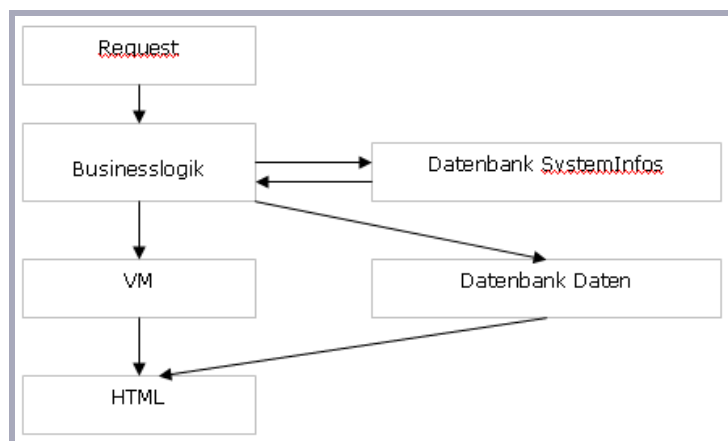 Request
Businesslogik
Datenbank SystemInfos
VM
Datenbank Daten
HTML